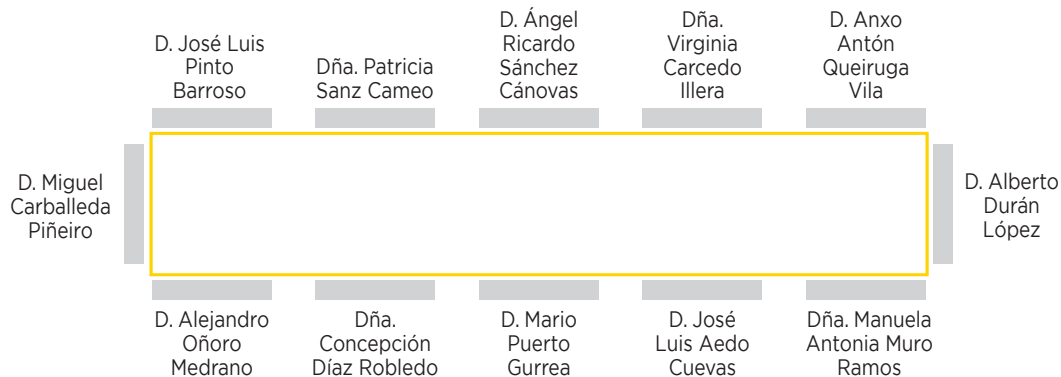 D. José Luis
Pinto
Barroso
Dña. Patricia
Sanz Cameo
D. Ángel
Ricardo
Sánchez
Cánovas
Dña.
Virginia
Carcedo
Illera
D. Anxo
Antón
Queiruga
Vila
D. Miguel
Carballeda
Piñeiro
D. Alberto
Durán
López
D. Alejandro
Oñoro
Medrano
Dña.
Concepción
Díaz Robledo
D. Mario
Puerto
Gurrea
D. José
Luis Aedo
Cuevas
Dña. Manuela
Antonia Muro
Ramos